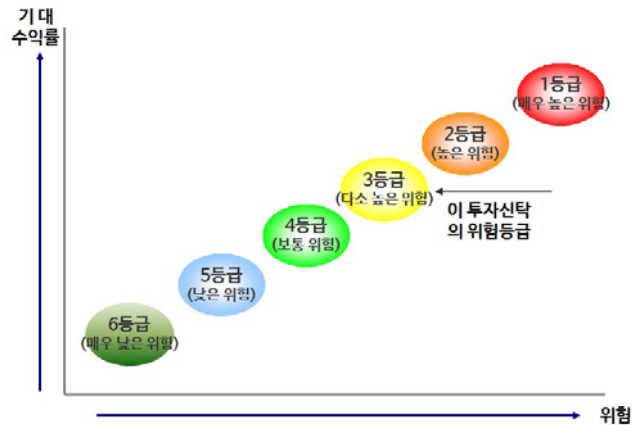 기 대
수익률
1등급
(매우 높은 위험)
2등급
(높은 위험)
3등급
(다소 높은 위험)
이 투자신탁
의 위험등급
4등급
(보통 위험)
5등급
(낮은 위험)
6등급
(매우 낮은 위험)
위험